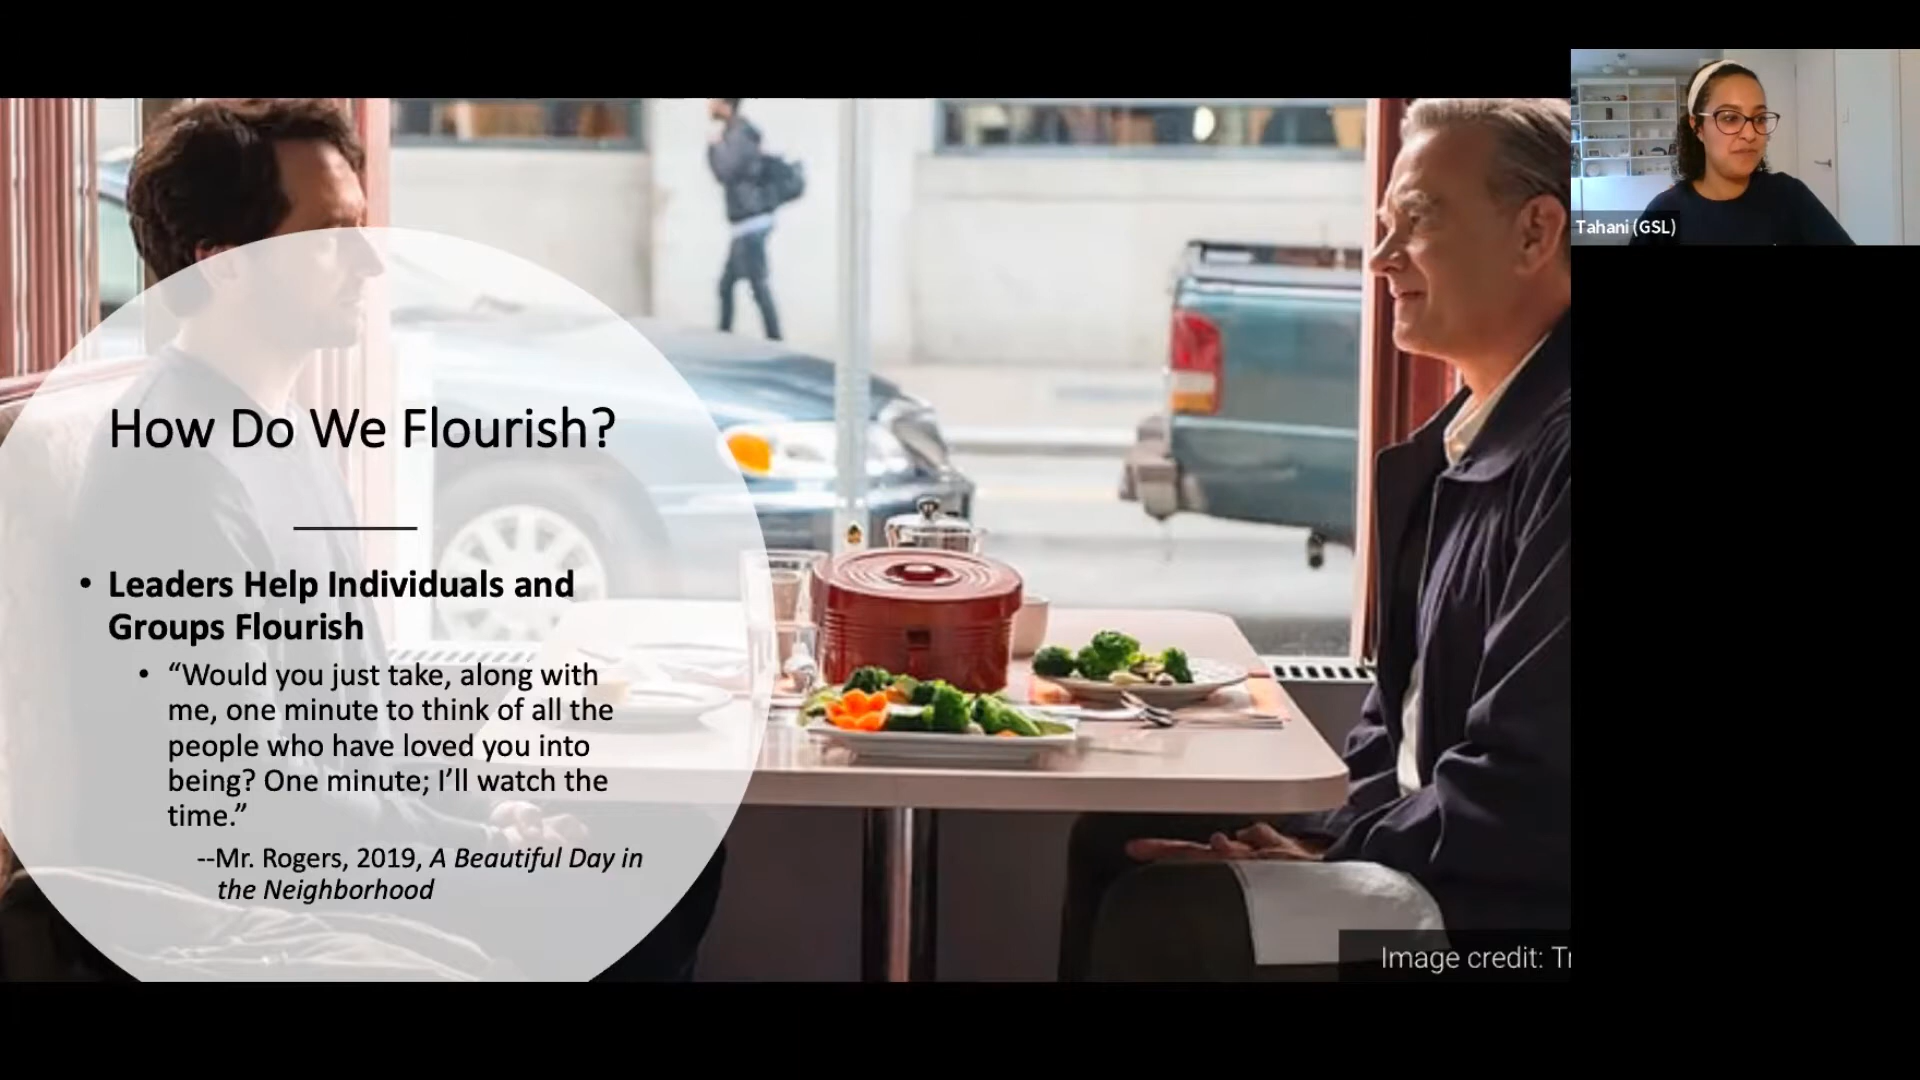 Tahani (GSL)
How Do We Flourish?
• Leaders Help Individuals and
Groups Flourish
• “Would you just take, along with
me, one minute to think of all the
people who have loved you into
being? One minute; I’ll watch the
time.”
--Mr. Rogers, 2019, A Beautiful Day in
the Neighborhood
Image credit: